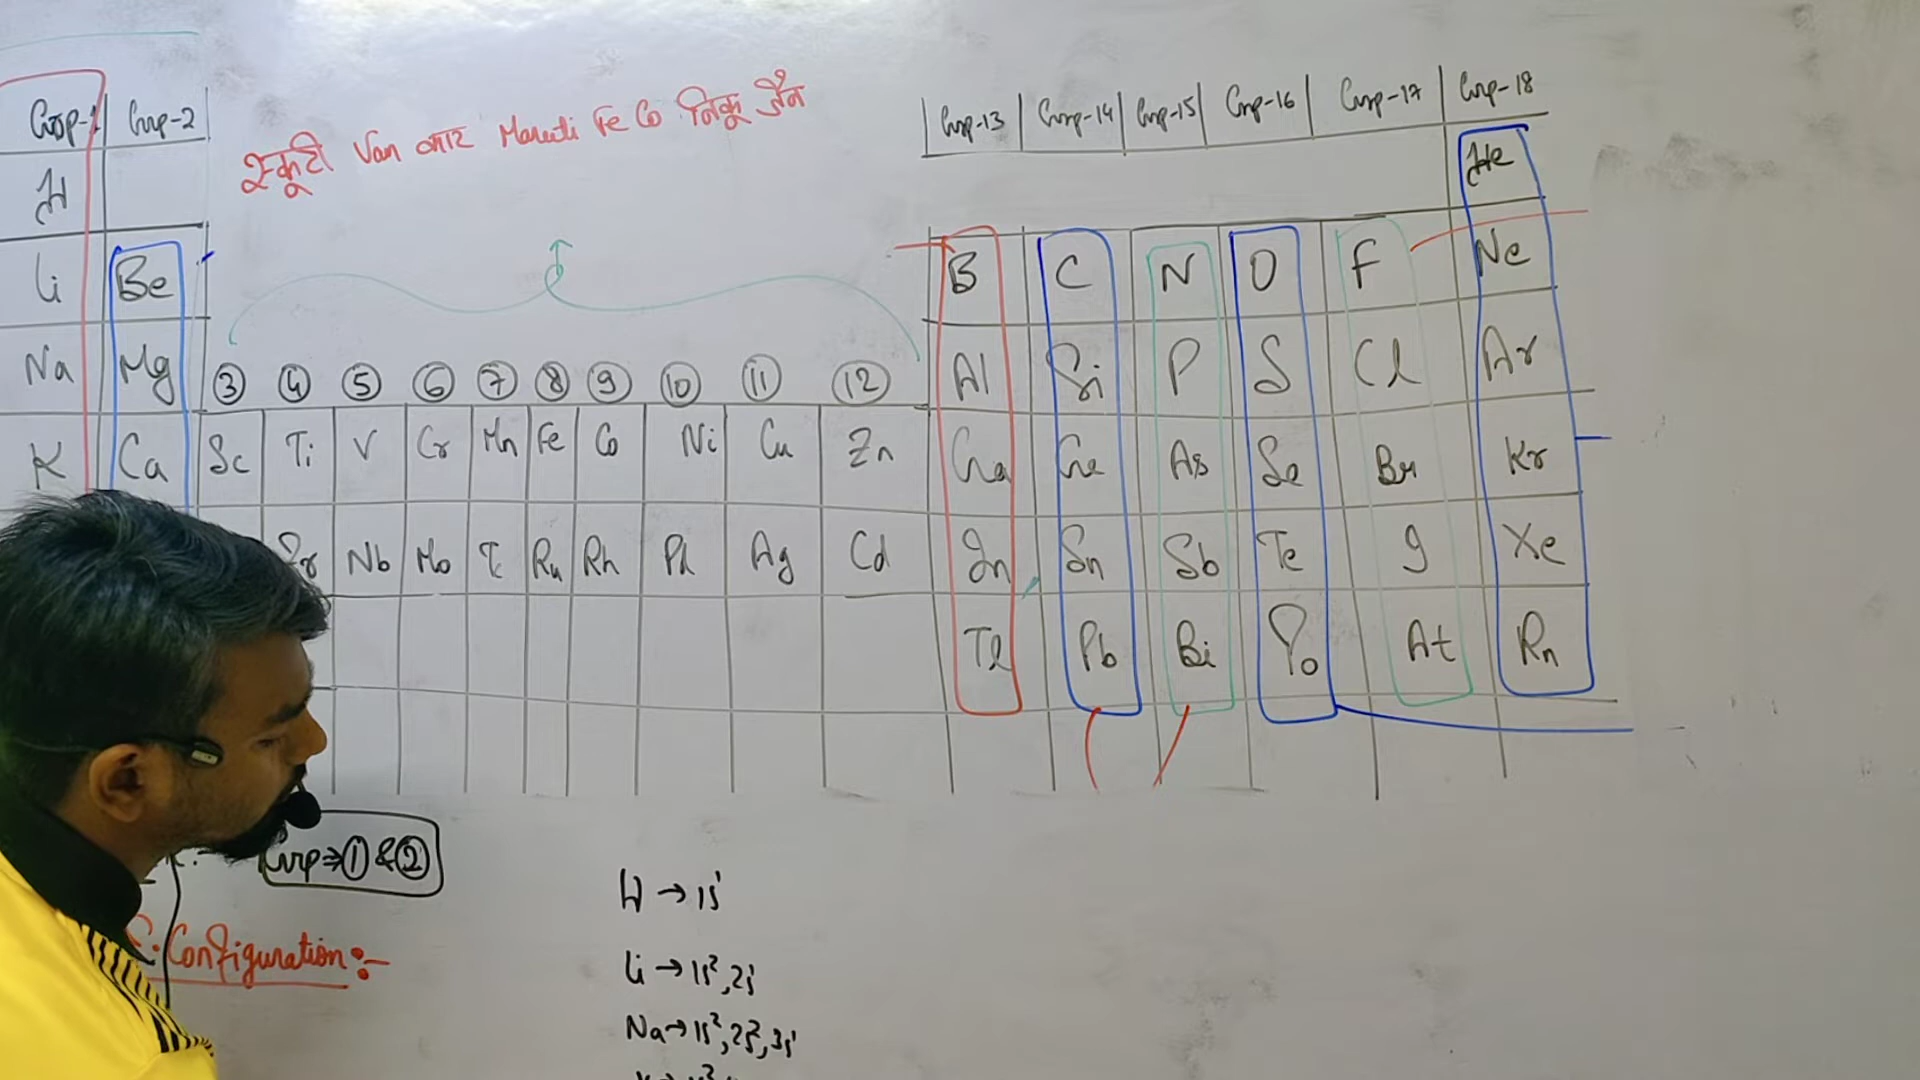 Grp-1 Grp-2 Grp-13 Grp-14 Grp-15 Grp-16 Grp-17 Grp-18
स्कूटी Van कार Maruti Fe Co निकू जैन
H He
Li Be B C N O F Ne
Na Mg ③ ④ ⑤ ⑥ ⑦ ⑧ ⑨ ⑩ ⑪ ⑫ Al Si P S Cl Ar
K Ca Sc Ti V Cr Mn Fe Co Ni Cu Zn Ga Ge As Se Br Kr
Zr Nb Mo Tc Ru Rh Pd Ag Cd In Sn Sb Te I Xe
Tl Pb Bi Po At Rn
Grp⇒① & ②
H → 1s¹
Configuration:-
Li → 1s², 2s¹
Na → 1s², 2s², 3s¹